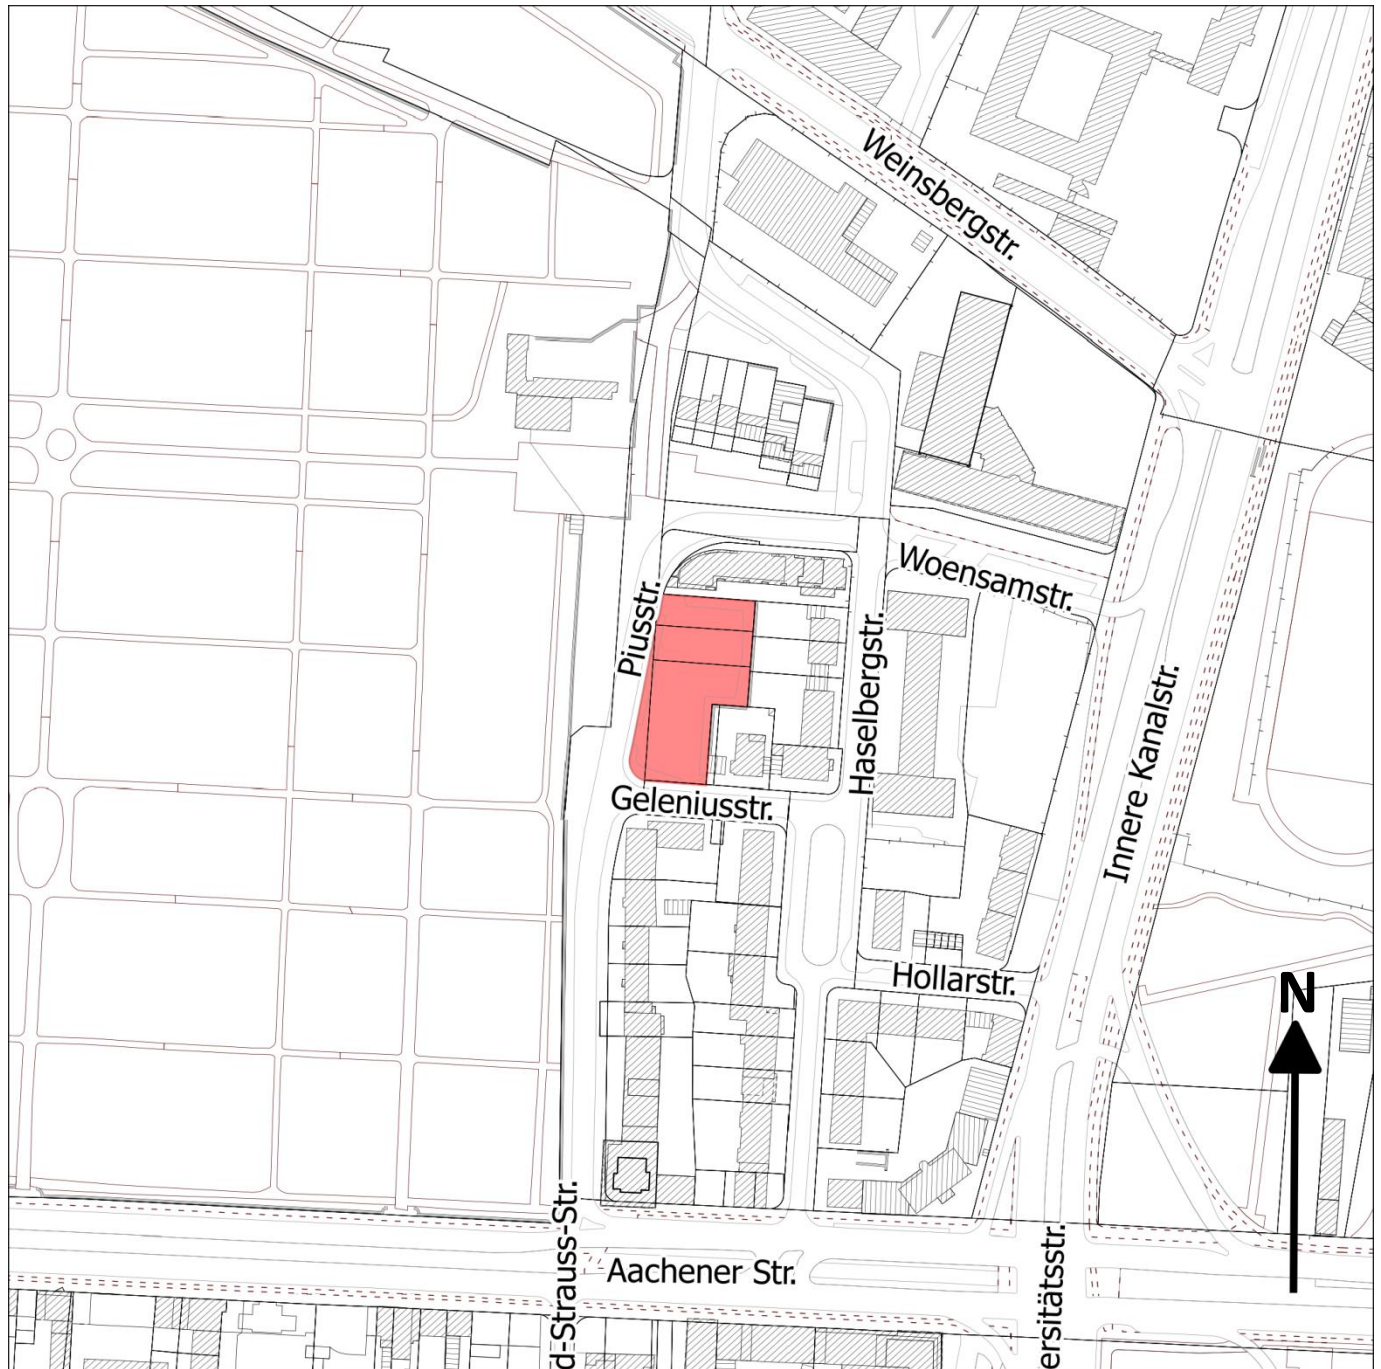 Weinsbergstr.
Woensamstr.
Piusstr.
Haselbergstr.
Innere Kanalstr.
Geleniusstr.
Hollarstr.
N
d-Strauss-Str.
Aachener Str.
ersitätsstr.